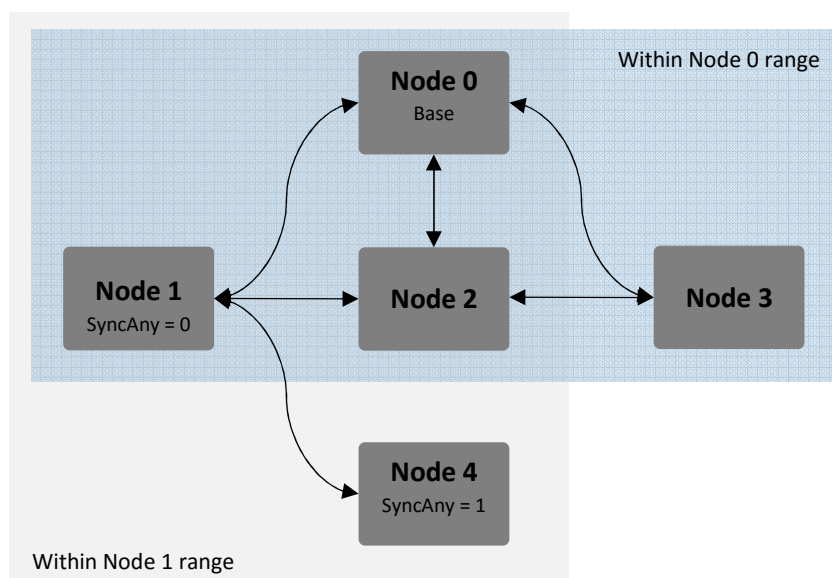 Within Node 0 range
Node 0
Base
Node 1
SyncAny = 0
Node 2
Node 3
Node 4
SyncAny = 1
Within Node 1 range